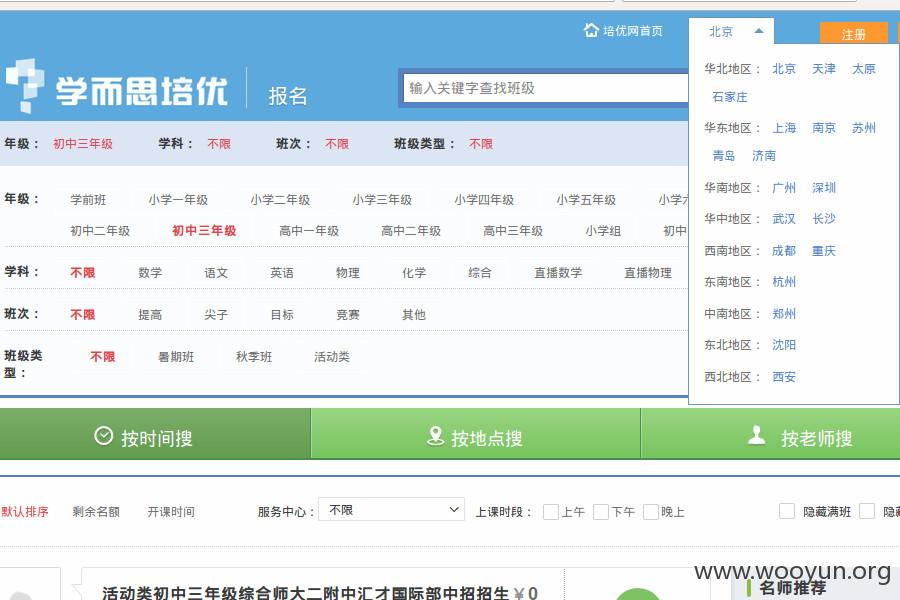 培优网首页
北京
注册
学而思培优
报名
输入关键字查找班级
华北地区： 北京 天津 太原
石家庄
华东地区： 上海 南京 苏州
青岛 济南
华南地区： 广州 深圳
华中地区： 武汉 长沙
西南地区： 成都 重庆
东南地区： 杭州
中南地区： 郑州
东北地区： 沈阳
西北地区： 西安
年级： 初中三年级 学科： 不限 班次： 不限 班级类型： 不限
年级： 学前班 小学一年级 小学二年级 小学三年级 小学四年级 小学五年级 小学六
初中二年级 初中三年级 高中一年级 高中二年级 高中三年级 小学组 初中
学科： 不限 数学 语文 英语 物理 化学 综合 直播数学 直播物理
班次： 不限 提高 尖子 目标 竞赛 其他
班级类 不限 暑期班 秋季班 活动类
型：
按时间搜 按地点搜 按老师搜
默认排序 剩余名额 开课时间 服务中心： 不限 上课时段： 上午 下午 晚上 隐藏满班 隐藏
www.wooyun.org
活动类初中三年级综合师大二附中汇才国际部中招招生 ￥0
名师推荐